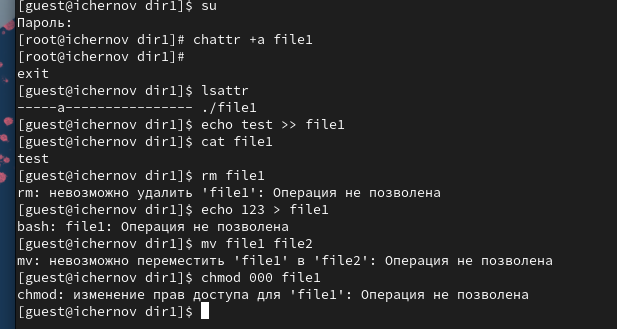 [guest@ichernov dir1]$ su
Пароль:
[root@ichernov dir1]# chattr +a file1
[root@ichernov dir1]#
exit
[guest@ichernov dir1]$ lsattr
-----a---------------- ./file1
[guest@ichernov dir1]$ echo test >> file1
[guest@ichernov dir1]$ cat file1
test
[guest@ichernov dir1]$ rm file1
rm: невозможно удалить 'file1': Операция не позволена
[guest@ichernov dir1]$ echo 123 > file1
bash: file1: Операция не позволена
[guest@ichernov dir1]$ mv file1 file2
mv: невозможно переместить 'file1' в 'file2': Операция не позволена
[guest@ichernov dir1]$ chmod 000 file1
chmod: изменение прав доступа для 'file1': Операция не позволена
[guest@ichernov dir1]$